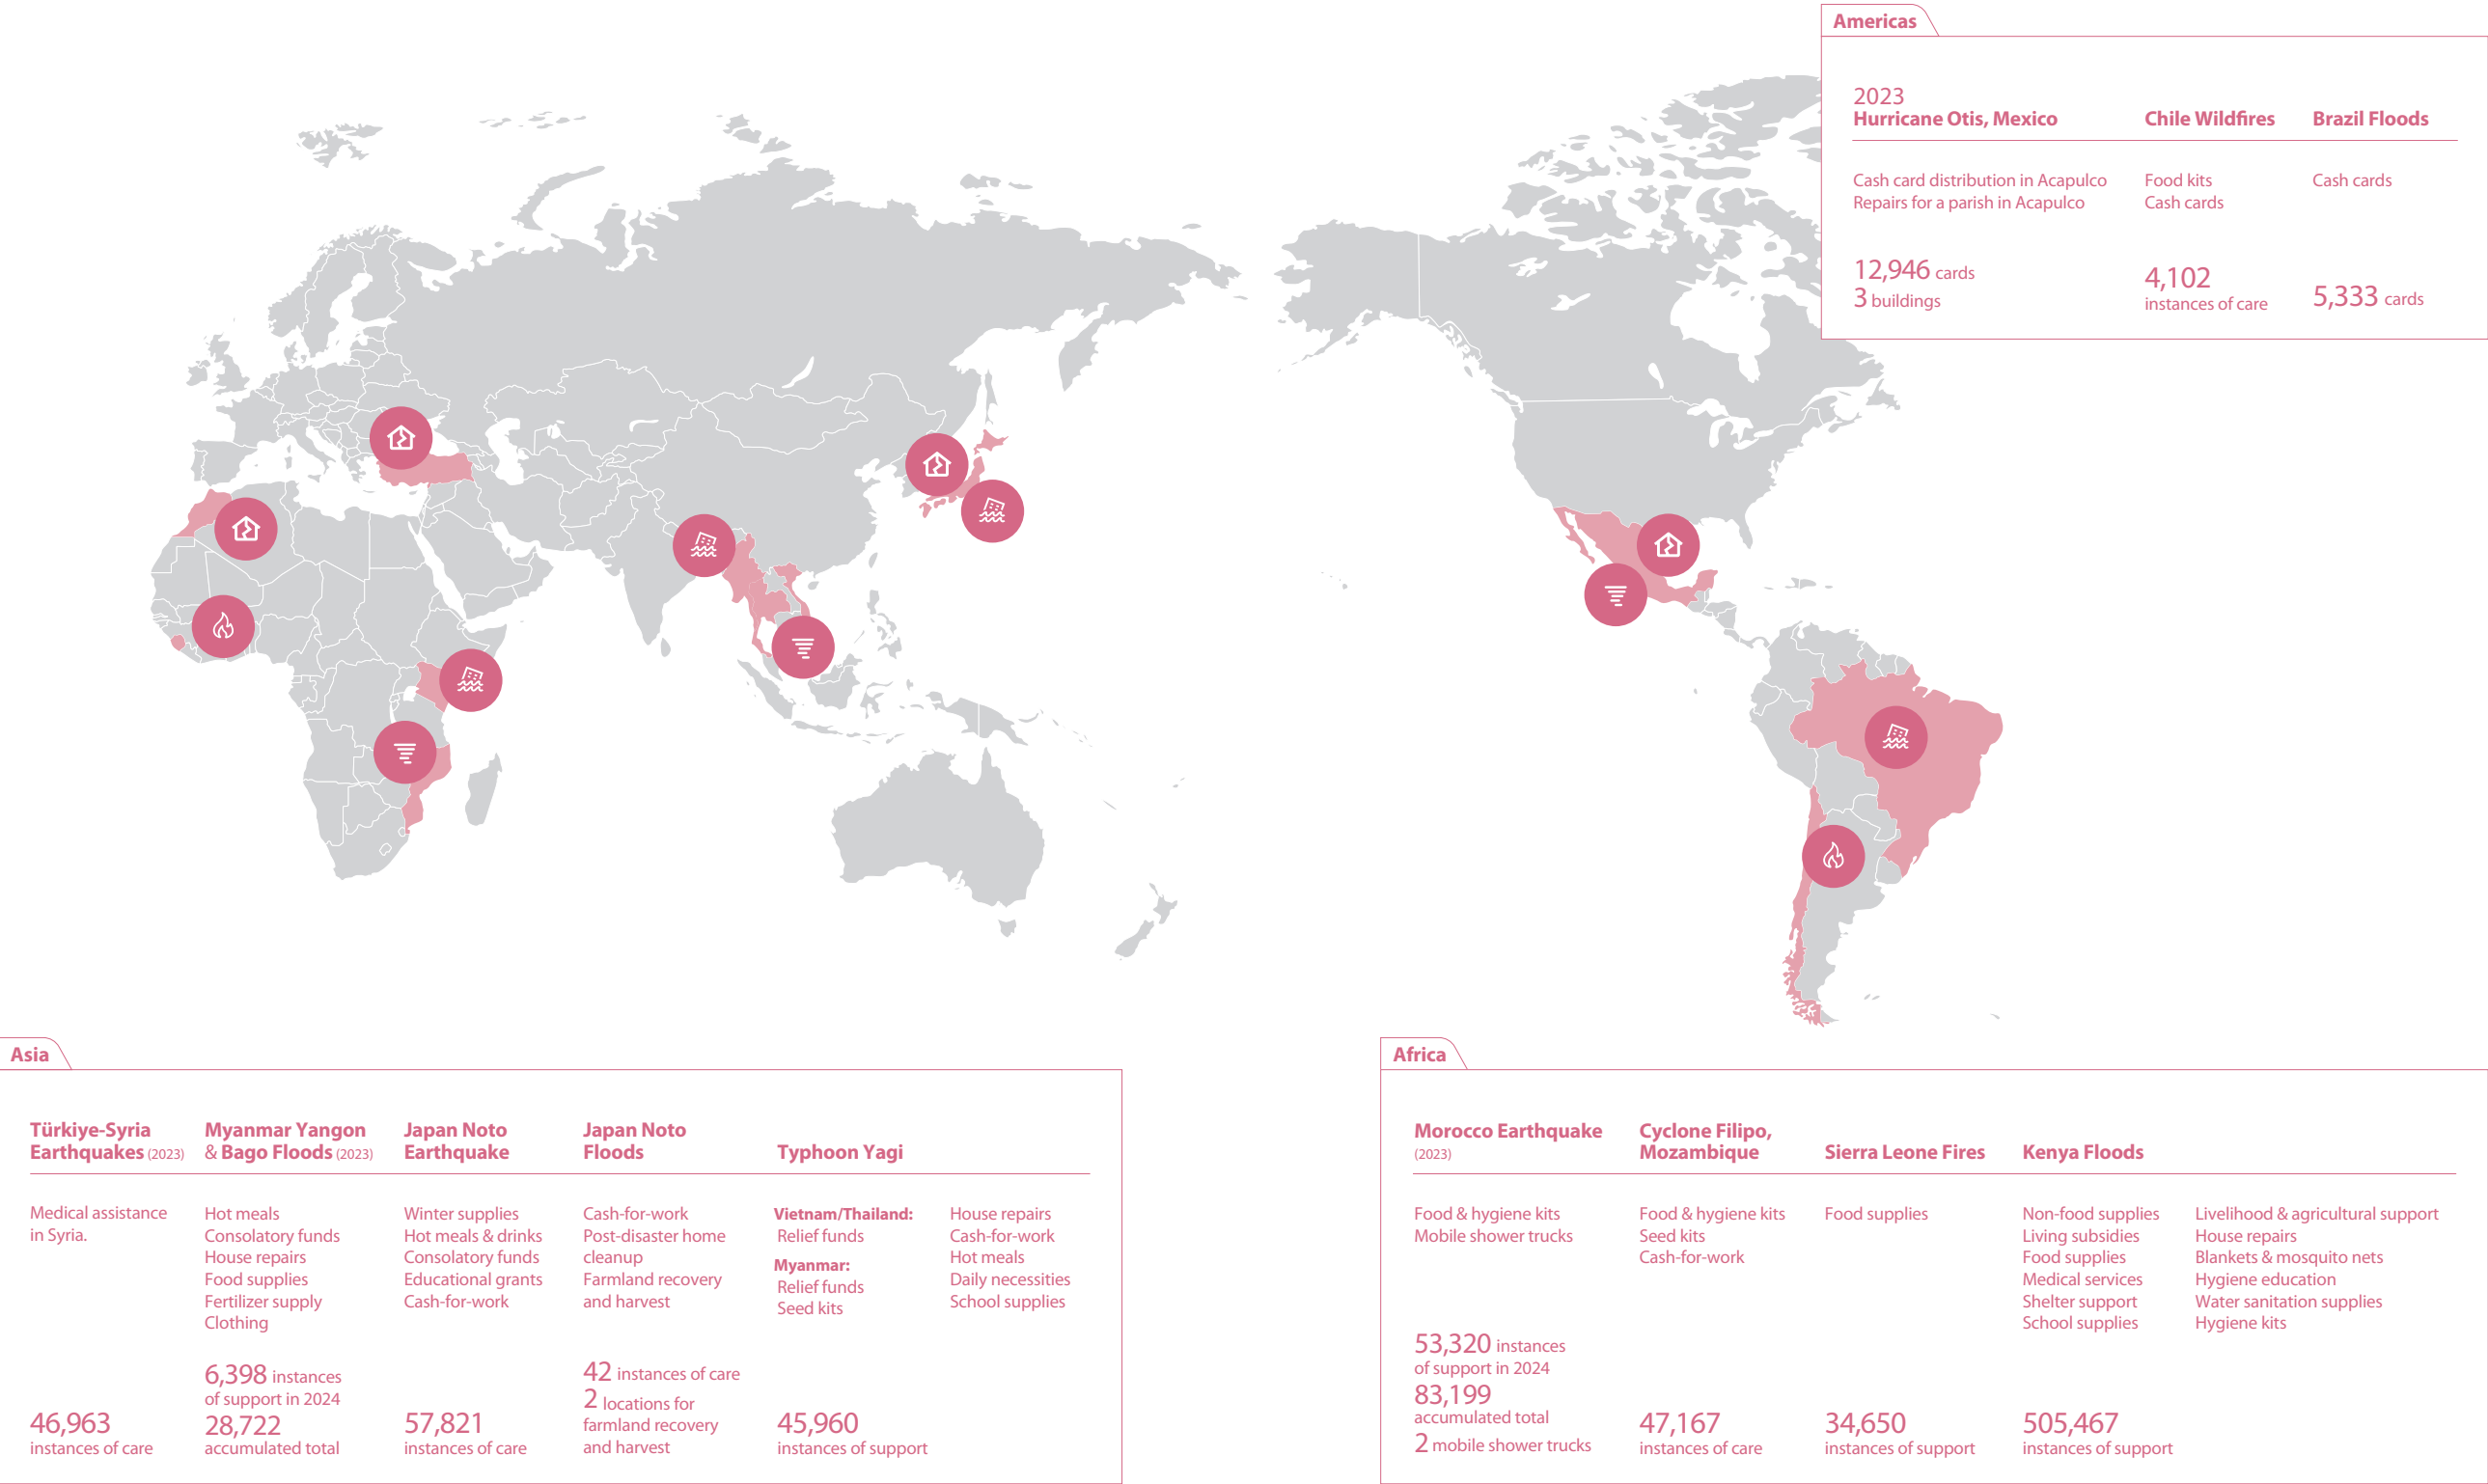 Americas
2023
Hurricane Otis, Mexico
Cash card distribution in Acapulco
Repairs for a parish in Acapulco
12,946 cards
3 buildings
Chile Wildfires
Food kits
Cash cards
4,102
instances of care
Brazil Floods
Cash cards
5,333 cards
Asia
Türkiye-Syria
Earthquakes (2023)
Medical assistance
in Syria.
46,963
instances of care
Myanmar Yangon
& Bago Floods (2023)
Hot meals
Consolatory funds
House repairs
Food supplies
Fertilizer supply
Clothing
6,398 instances
of support in 2024
28,722
accumulated total
Japan Noto
Earthquake
Winter supplies
Hot meals & drinks
Consolatory funds
Educational grants
Cash-for-work
57,821
instances of care
Japan Noto
Floods
Cash-for-work
Post-disaster home
cleanup
Farmland recovery
and harvest
42 instances of care
2 locations for
farmland recovery
and harvest
Typhoon Yagi
Vietnam/Thailand:
Relief funds
Myanmar:
Relief funds
Seed kits
House repairs
Cash-for-work
Hot meals
Daily necessities
School supplies
45,960
instances of support
Africa
Morocco Earthquake
(2023)
Food & hygiene kits
Mobile shower trucks
53,320 instances
of support in 2024
83,199
accumulated total
2 mobile shower trucks
Cyclone Filipo,
Mozambique
Food & hygiene kits
Seed kits
Cash-for-work
47,167
instances of care
Sierra Leone Fires
Food supplies
34,650
instances of support
Kenya Floods
Non-food supplies
Living subsidies
Food supplies
Medical services
Shelter support
School supplies
Livelihood & agricultural support
House repairs
Blankets & mosquito nets
Hygiene education
Water sanitation supplies
Hygiene kits
505,467
instances of support